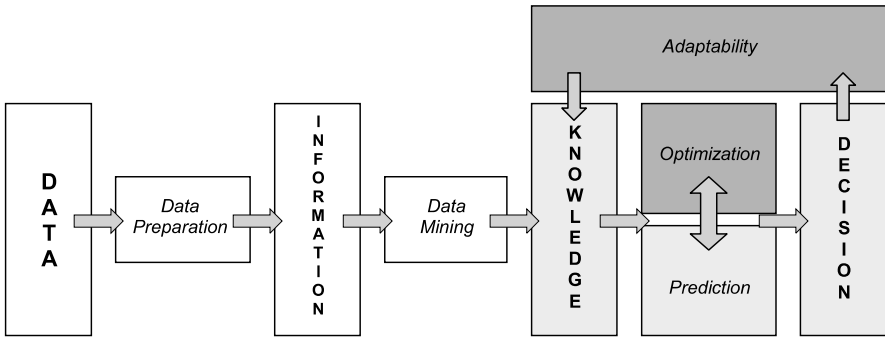 Adaptability
DATA
Data
Preparation
INFORMATION
Data
Mining
KNOWLEDGE
Optimization
Prediction
DECISION